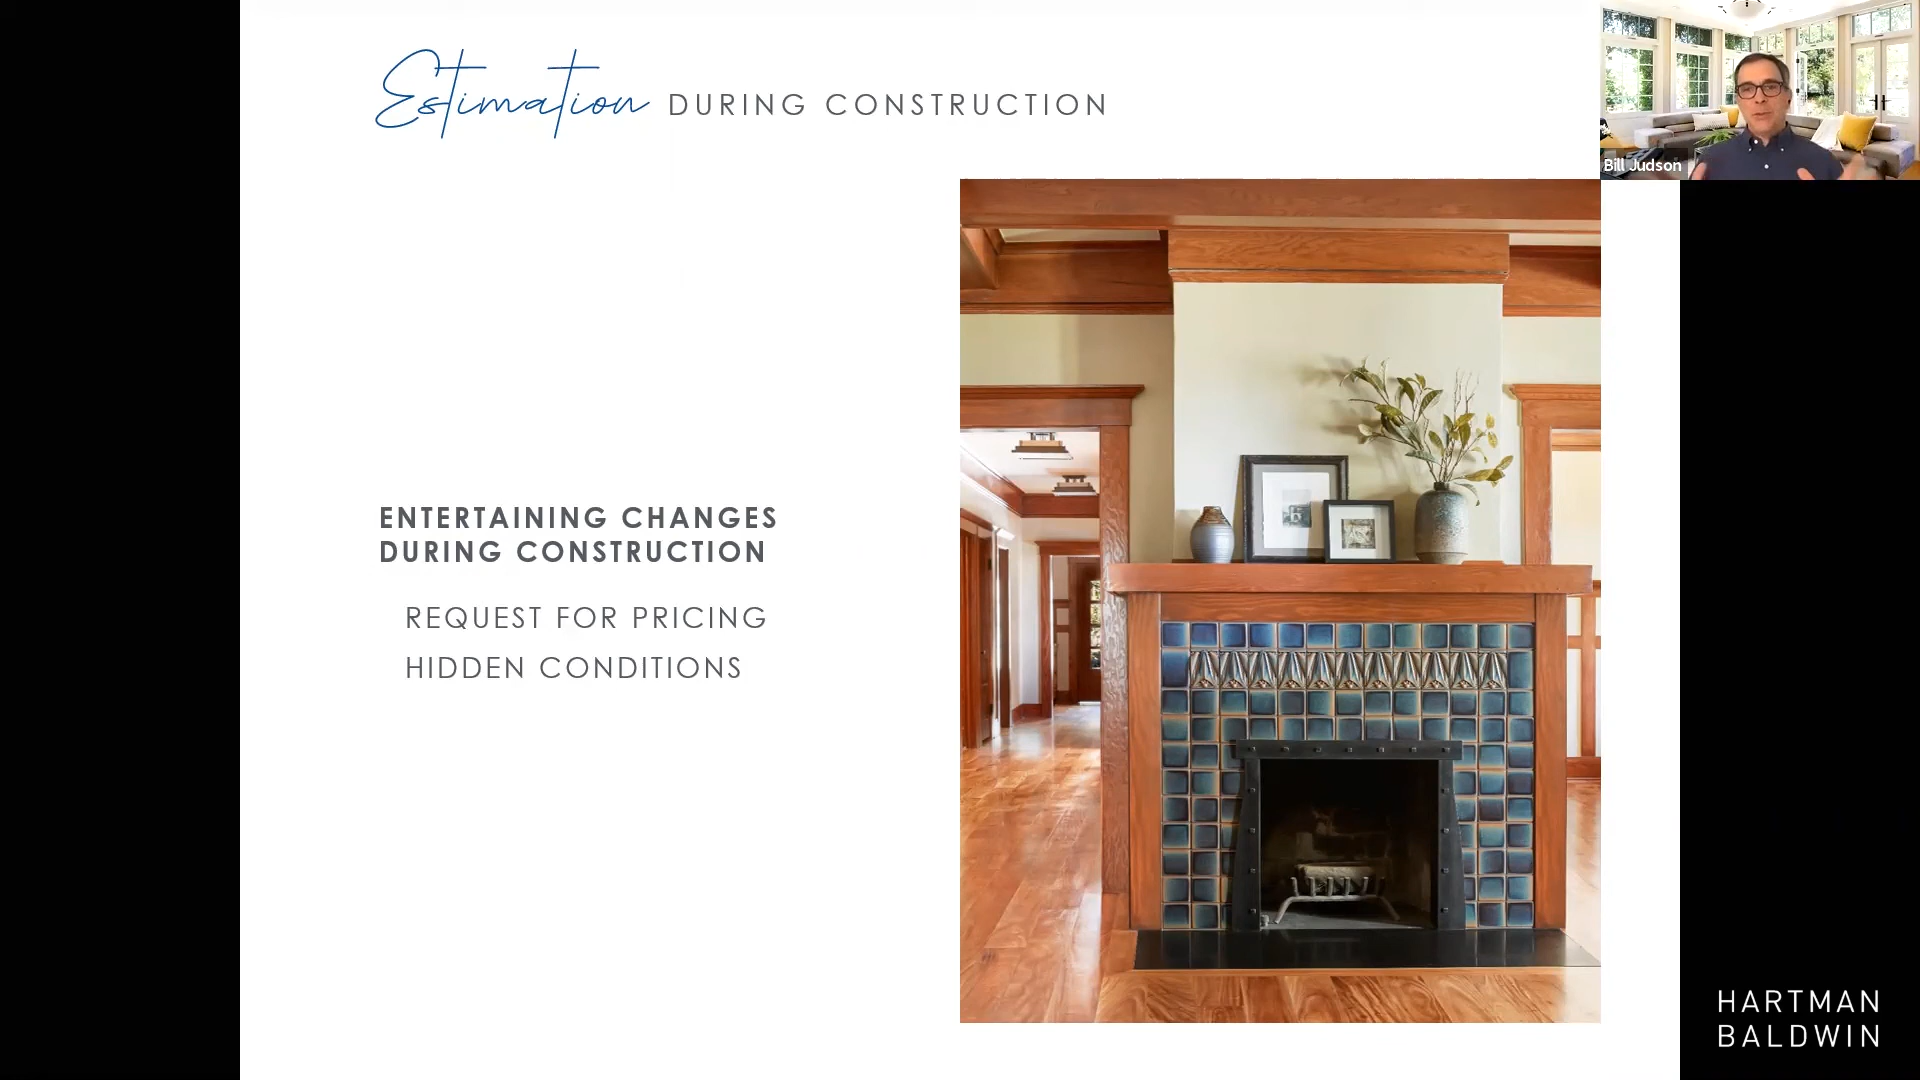 Estimation DURING CONSTRUCTION
Bill Judson
ENTERTAINING CHANGES
DURING CONSTRUCTION
REQUEST FOR PRICING
HIDDEN CONDITIONS
HARTMAN
BALDWIN